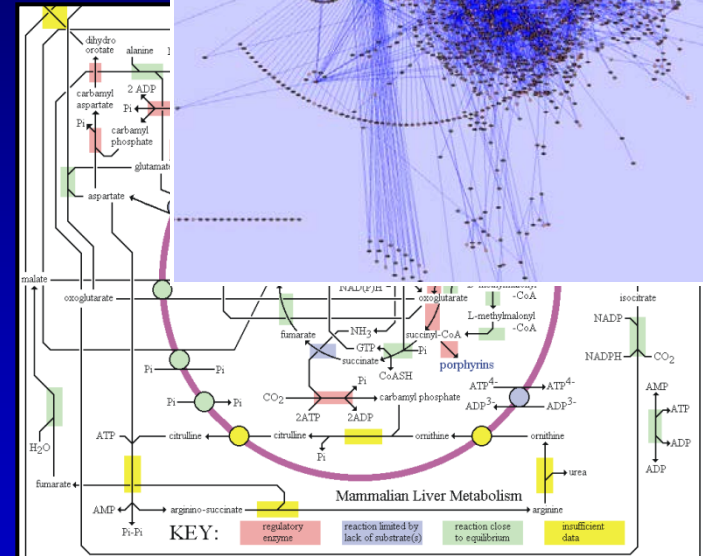 dihydro
orotate
alanine
2 ADP
carbamyl
aspartate
Pi
Pi
carbamyl
phosphate
glutamat
aspartate
malate
oxoglutarate
NAD(P)H
oxoglutarate
-CoA
isocitrate
NADP
L-methylmalonyl
-CoA
fumarate
NH3
succinyl-CoA
GTP
Pi
NADPH
CO2
succinate
CoASH
porphyrins
Pi
Pi
Pi
ATP4-
ATP4-
AMP
CO2
carbamyl phosphate
ATP
Pi
Pi
2ATP
2ADP
ADP3-
ADP3-
ADP
ATP
citrulline
citrulline
ornithine
ornithine
H2O
Pi
ADP
urea
fumarate
Mammalian Liver Metabolism
AMP
arginino-succinate
arginine
Pi-Pi
KEY:
regulatory
enzyme
reaction limited by
lack of substrate(s)
reaction close
to equilibrium
insufficient
data